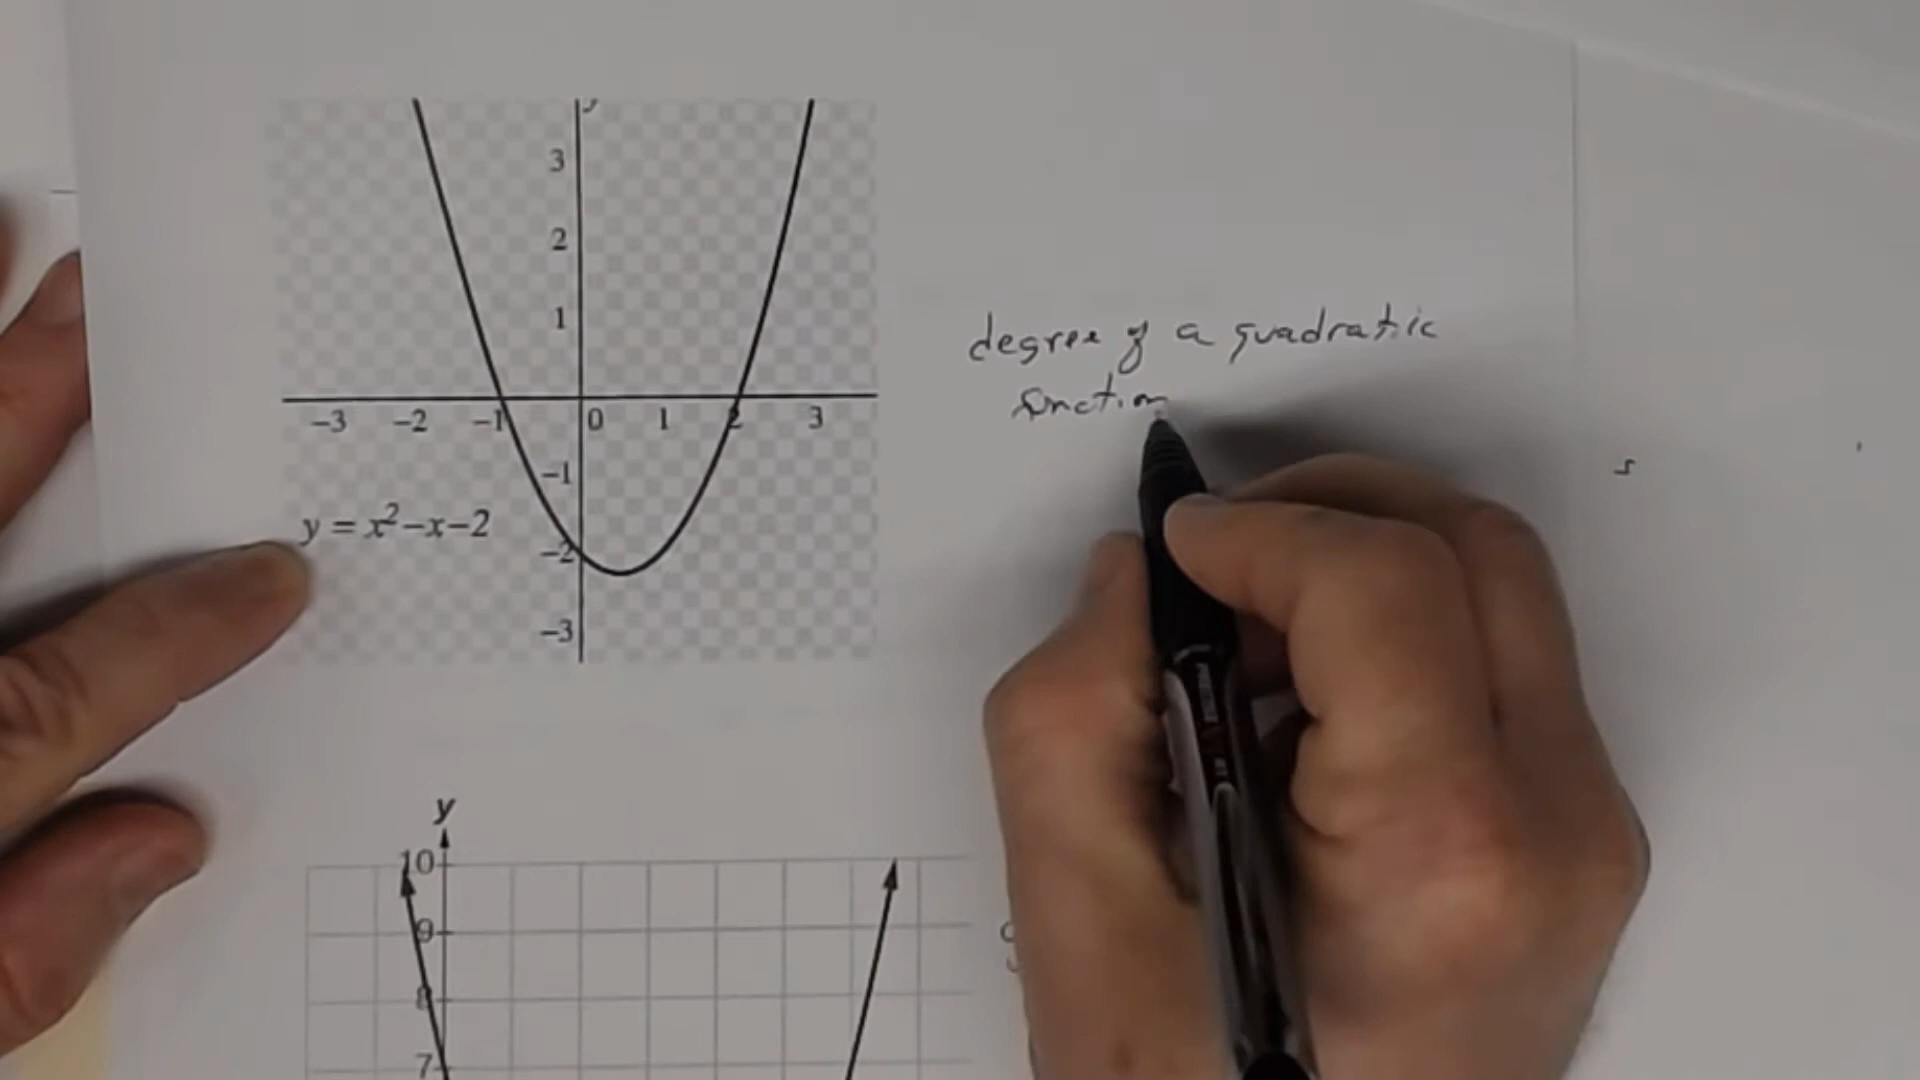 y
3
2
1
-3 -2 -1 0 1 2 3
-1
y = x²-x-2
-2
-3
degree of a quadratic
function
y
10
9
8
7